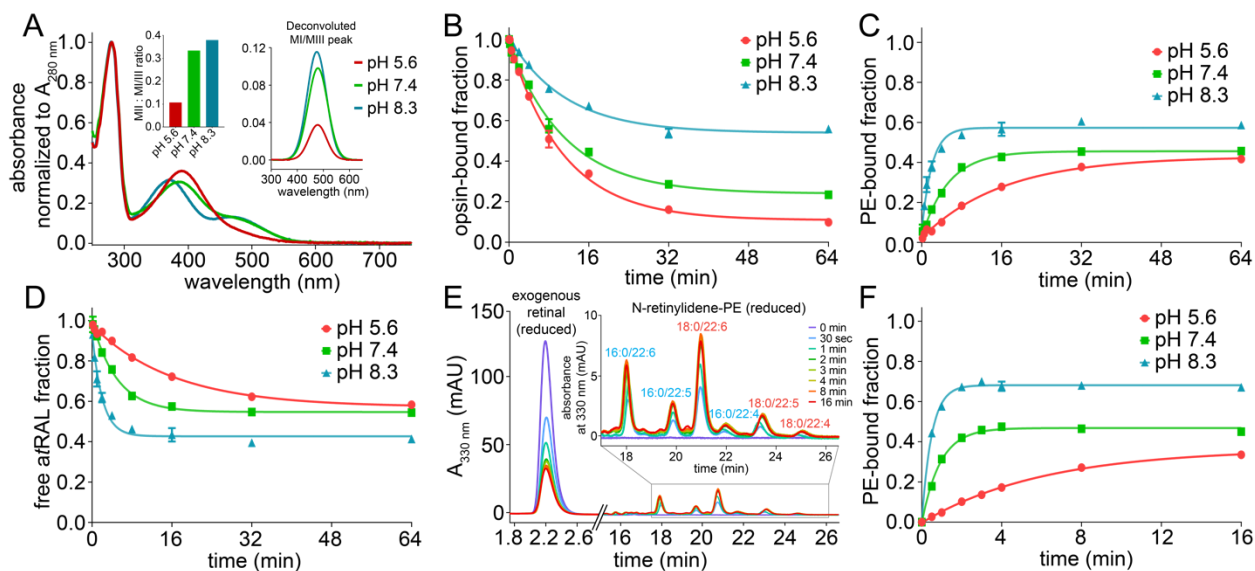 A
absorbance
normalized to A280 nm
1.0
0.8
0.6
0.4
0.2
0.0
300 400 500 600 700
wavelength (nm)
MII : MI/III ratio
0.4
0.3
0.2
0.1
0.0
pH 5.6
pH 7.4
pH 8.3
Deconvoluted
MI/MIII peak
0.12
0.08
0.04
0.00
300 400 500 600
wavelength (nm)
pH 5.6
pH 7.4
pH 8.3
B
opsin-bound fraction
1.0
0.8
0.6
0.4
0.2
0.0
0 16 32 48 64
time (min)
pH 5.6
pH 7.4
pH 8.3
C
PE-bound fraction
1.0
0.8
0.6
0.4
0.2
0.0
0 16 32 48 64
time (min)
pH 5.6
pH 7.4
pH 8.3
D
free atRAL fraction
1.0
0.8
0.6
0.4
0.2
0.0
0 16 32 48 64
time (min)
pH 5.6
pH 7.4
pH 8.3
E
A330 nm (mAU)
150
100
50
0
1.8 2.2 2.6 16 18 20 22 24 26
time (min)
exogenous
retinal
(reduced)
N-retinylidene-PE (reduced)
absorbance
at 330 nm (mAU)
10
5
0
18 20 22 24 26
time (min)
16:0/22:6
16:0/22:5
18:0/22:6
16:0/22:4
18:0/22:5
18:0/22:4
0 min
30 sec
1 min
2 min
3 min
4 min
8 min
16 min
F
PE-bound fraction
1.0
0.8
0.6
0.4
0.2
0.0
0 4 8 12 16
time (min)
pH 5.6
pH 7.4
pH 8.3